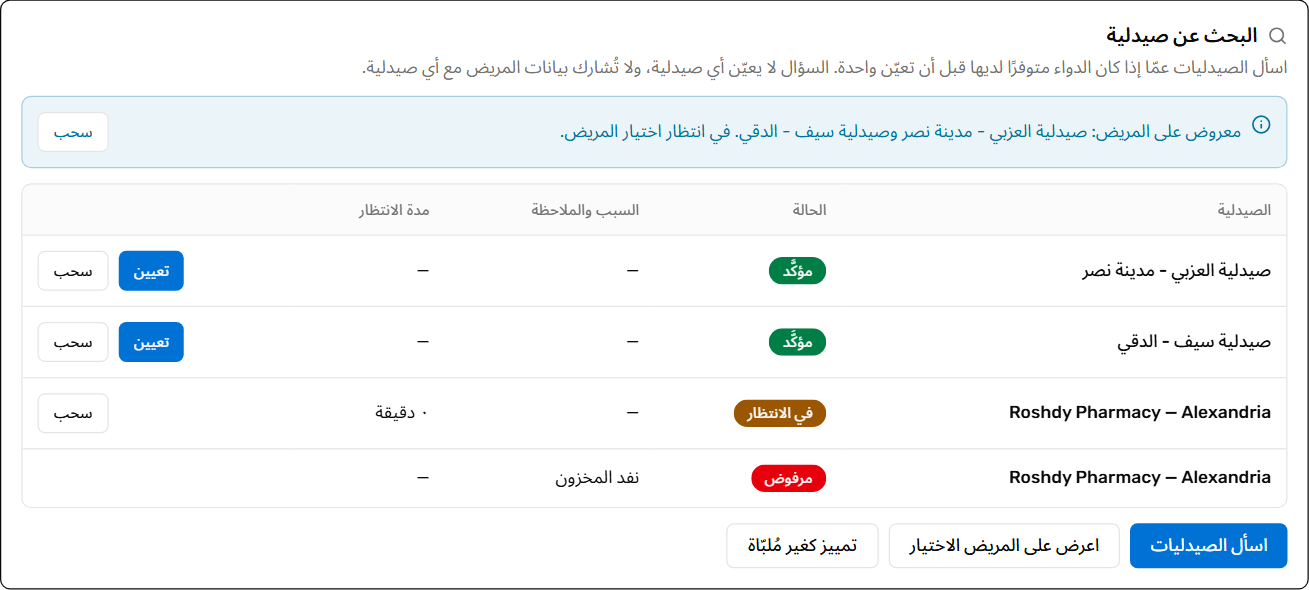 البحث عن صيدلية
اسأل الصيدليات عمّا إذا كان الدواء متوفرًا لديها قبل أن تعيّن واحدة. السؤال لا يعيّن أي صيدلية، ولا تُشارك بيانات المريض مع أي صيدلية.
معروض على المريض: صيدلية العزبي - مدينة نصر وصيدلية سيف - الدقي. في انتظار اختيار المريض. سحب
الصيدلية الحالة السبب والملاحظة مدة الانتظار
صيدلية العزبي - مدينة نصر مؤكَّد — — تعيين سحب
صيدلية سيف - الدقي مؤكَّد — — تعيين سحب
Roshdy Pharmacy — Alexandria في الانتظار — ٠ دقيقة سحب
Roshdy Pharmacy — Alexandria مرفوض نفد المخزون —
اسأل الصيدليات اعرض على المريض الاختيار تمييز كغير مُلبّاة